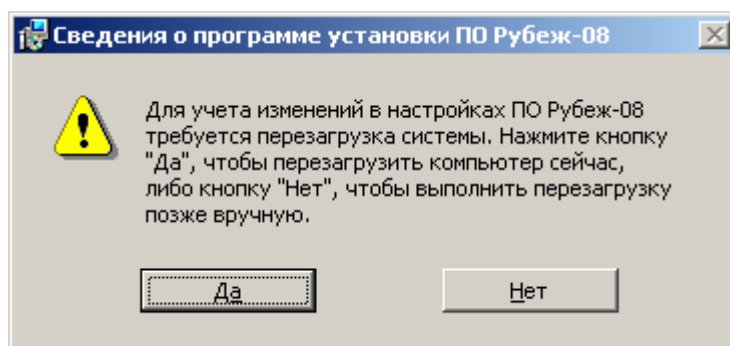 Сведения о программе установки ПО Рубеж-08
Для учета изменений в настройках ПО Рубеж-08
требуется перезагрузка системы. Нажмите кнопку
"Да", чтобы перезагрузить компьютер сейчас,
либо кнопку "Нет", чтобы выполнить перезагрузку
позже вручную.
Да
Нет